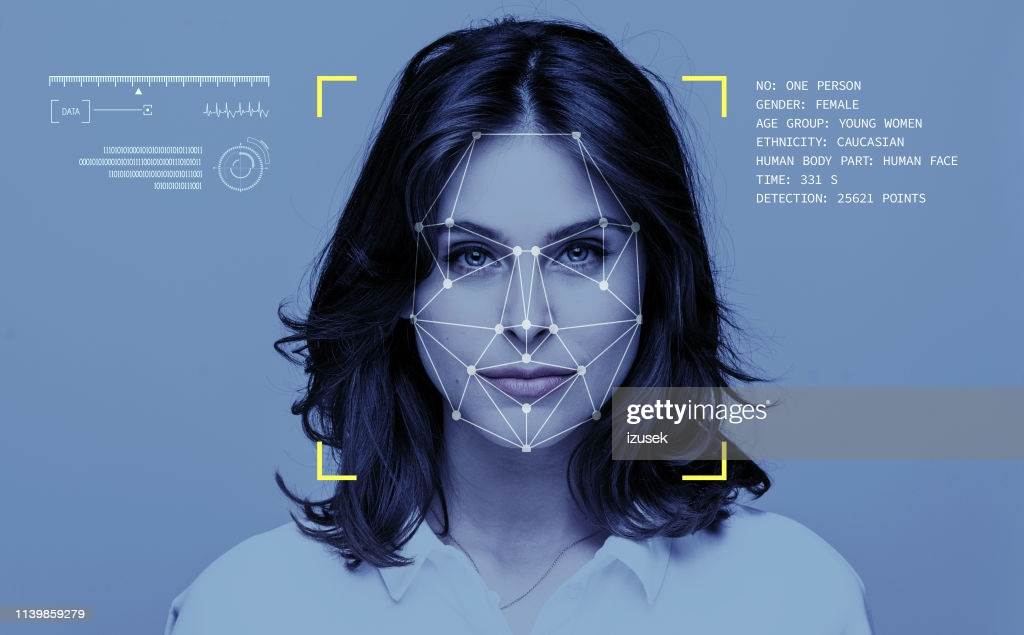 [ DATA ]
NO: ONE PERSON
GENDER: FEMALE
AGE GROUP: YOUNG WOMEN
ETHNICITY: CAUCASIAN
HUMAN BODY PART: HUMAN FACE
TIME: 331 S
DETECTION: 25621 POINTS
gettyimages®
izusek
1139859279